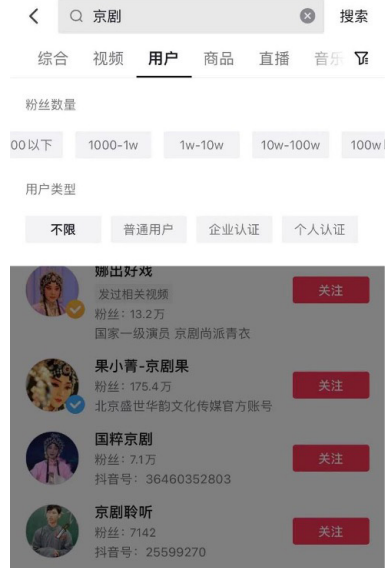 京剧 搜索
综合 视频 用户 商品 直播 音乐
粉丝数量
00以下 1000-1w 1w-10w 10w-100w 100w
用户类型
不限 普通用户 企业认证 个人认证
娜出好戏
发过相关视频
关注
粉丝：13.2万
国家一级演员 京剧尚派青衣
果小菁-京剧果
粉丝：175.4万
关注
北京盛世华韵文化传媒官方账号
国粹京剧
粉丝：7.1万
关注
抖音号：36460352803
京剧聆听
粉丝：7142
关注
抖音号：25599270